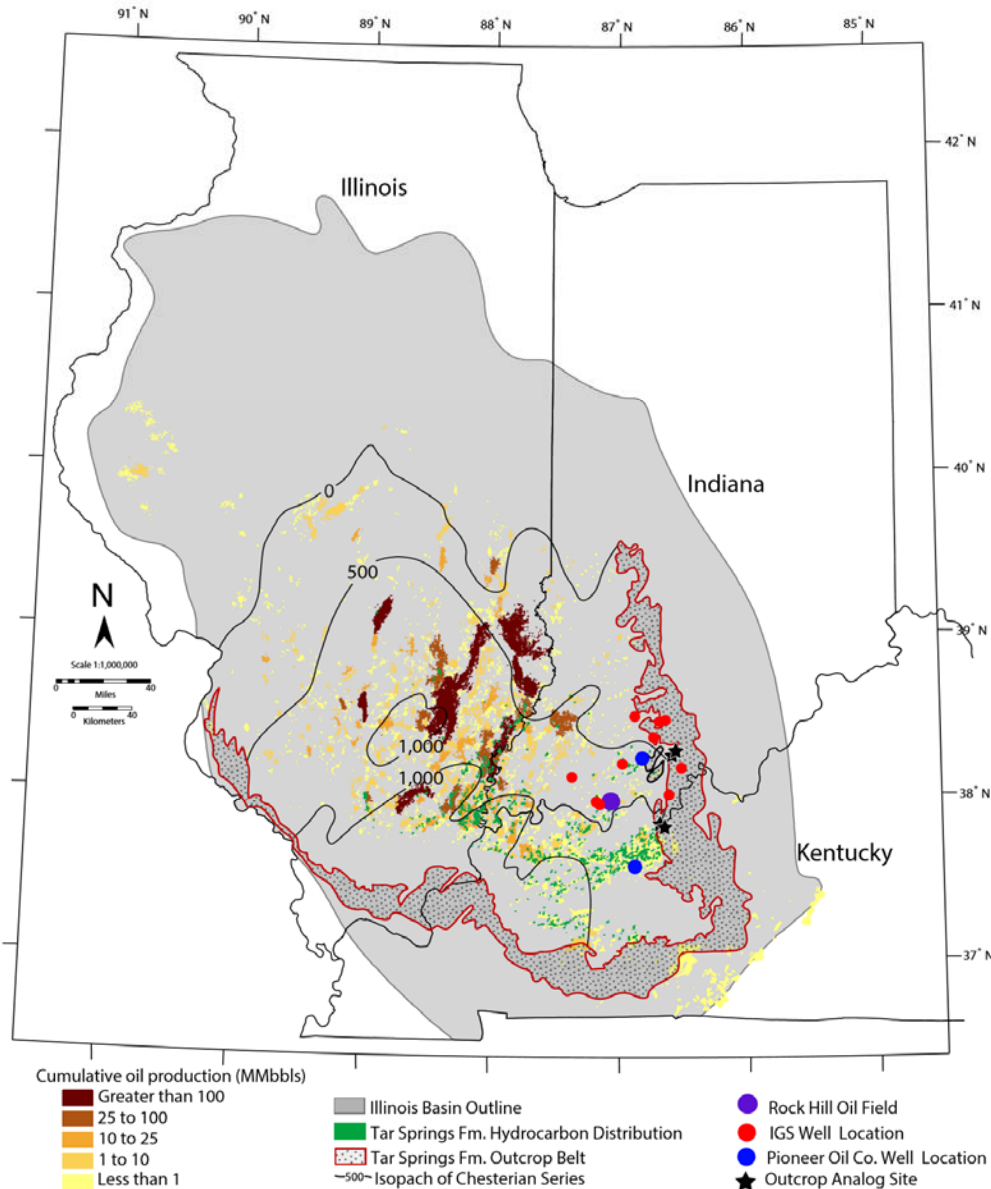 91° N 90° N 89° N 88° N 87° N 86° N 85° N
42° N
Illinois
41° N
40° N
Indiana
0
500
N
39° N
Scale 1:1,000,000
0 40
Miles
0 40
Kilometers
1,000
1,000
38° N
Kentucky
37° N
Cumulative oil production (MMbbls)
Greater than 100
25 to 100
10 to 25
1 to 10
Less than 1
Illinois Basin Outline
Tar Springs Fm. Hydrocarbon Distribution
Tar Springs Fm. Outcrop Belt
500 Isopach of Chesterian Series
Rock Hill Oil Field
IGS Well Location
Pioneer Oil Co. Well Location
Outcrop Analog Site